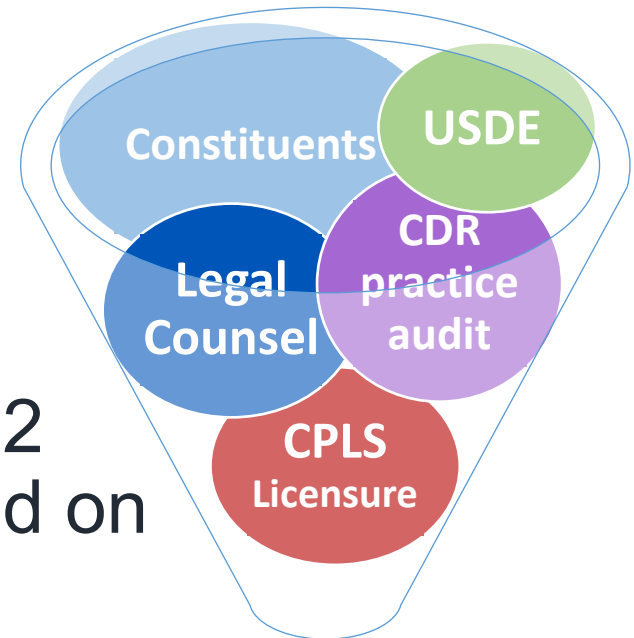 Constituents
USDE
CDR
practice
audit
Legal
Counsel
2
d on
CPLS
Licensure